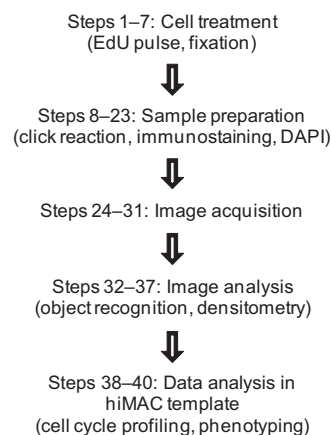 Steps 1–7: Cell treatment
(EdU pulse, fixation)
Steps 8–23: Sample preparation
(click reaction, immunostaining, DAPI)
Steps 24–31: Image acquisition
Steps 32–37: Image analysis
(object recognition, densitometry)
Steps 38–40: Data analysis in
hiMAC template
(cell cycle profiling, phenotyping)